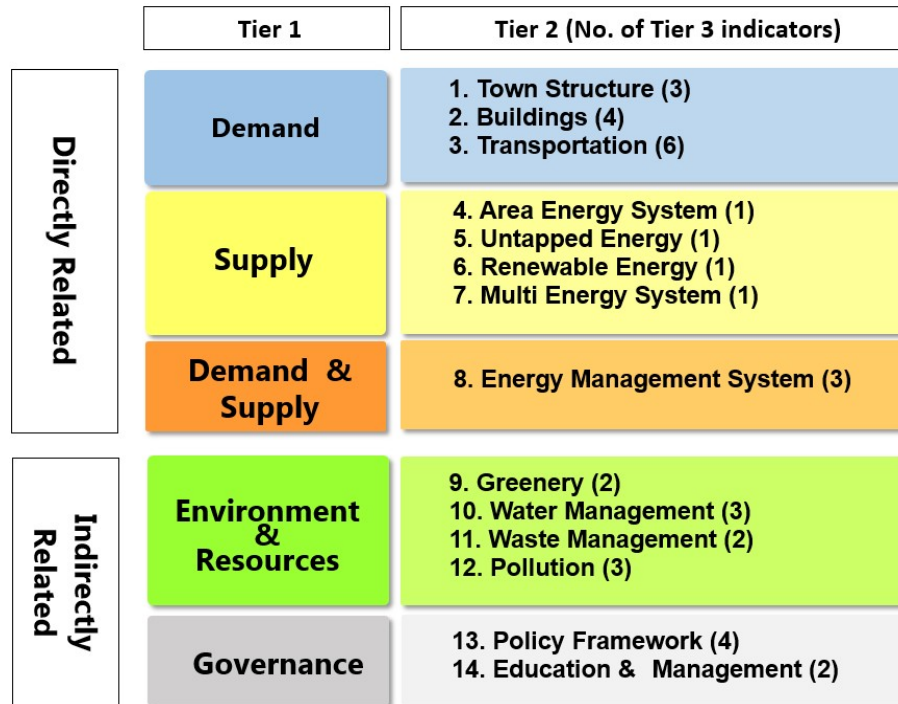 Tier 1
Tier 2 (No. of Tier 3 indicators)
Directly Related
Demand
1. Town Structure (3)
2. Buildings (4)
3. Transportation (6)
Supply
4. Area Energy System (1)
5. Untapped Energy (1)
6. Renewable Energy (1)
7. Multi Energy System (1)
Demand &
Supply
8. Energy Management System (3)
Indirectly
Related
Environment
&
Resources
9. Greenery (2)
10. Water Management (3)
11. Waste Management (2)
12. Pollution (3)
Governance
13. Policy Framework (4)
14. Education & Management (2)